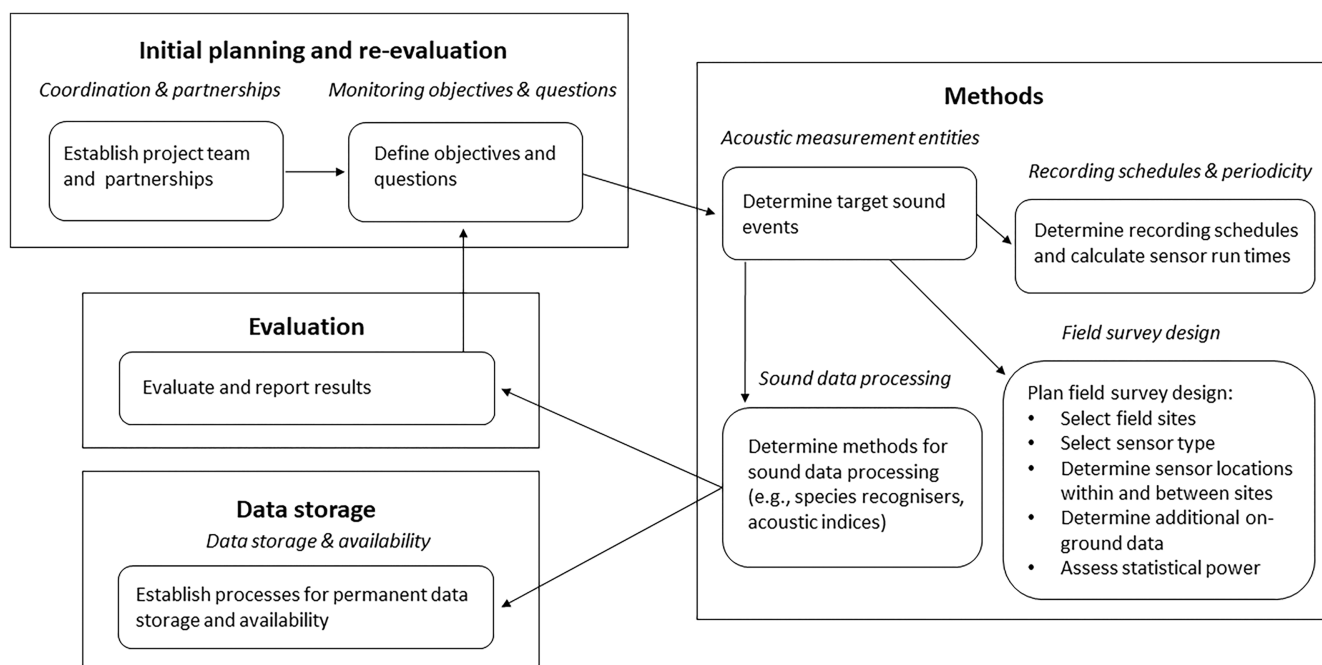 Initial planning and re-evaluation
Coordination & partnerships
Monitoring objectives & questions
Establish project team
and partnerships
Define objectives and
questions
Methods
Acoustic measurement entities
Determine target sound
events
Recording schedules & periodicity
Determine recording schedules
and calculate sensor run times
Field survey design
Plan field survey design:
• Select field sites
• Select sensor type
• Determine sensor locations
within and between sites
• Determine additional on-
ground data
• Assess statistical power
Sound data processing
Determine methods for
sound data processing
(e.g., species recognisers,
acoustic indices)
Evaluation
Evaluate and report results
Data storage
Data storage & availability
Establish processes for permanent data
storage and availability